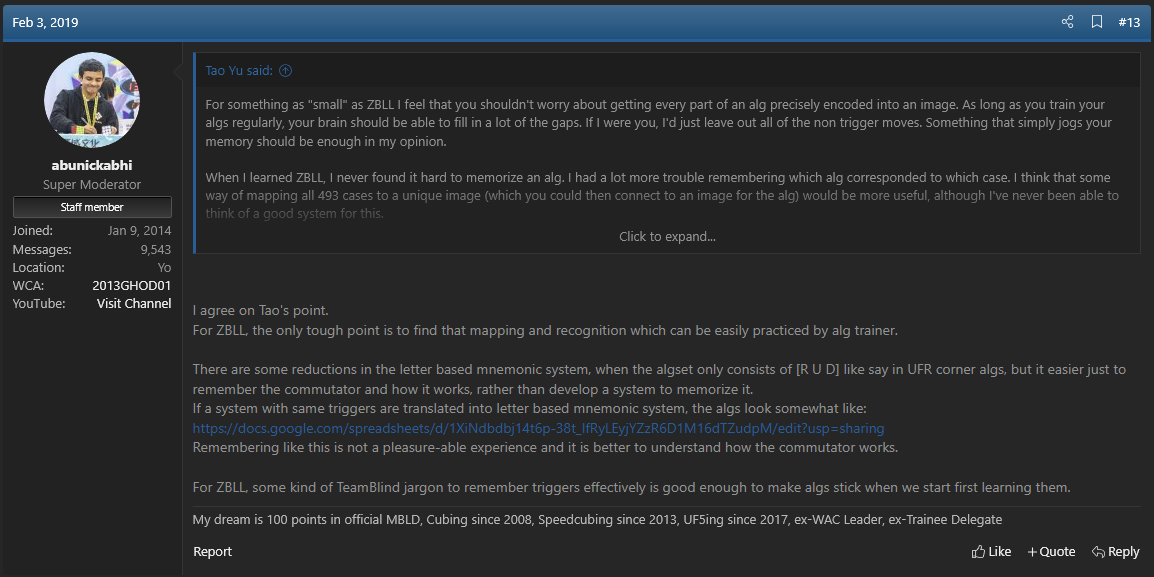 Feb 3, 2019
#13
abunickabhi
Super Moderator
Staff member
Joined: Jan 9, 2014
Messages: 9,543
Location: Yo
WCA: 2013GHOD01
YouTube: Visit Channel
Tao Yu said:
For something as "small" as ZBLL I feel that you shouldn't worry about getting every part of an alg precisely encoded into an image. As long as you train your
algs regularly, your brain should be able to fill in a lot of the gaps. If I were you, I'd just leave out all of the non trigger moves. Something that simply jogs your
memory should be enough in my opinion.
When I learned ZBLL, I never found it hard to memorize an alg. I had a lot more trouble remembering which alg corresponded to which case. I think that some
way of mapping all 493 cases to a unique image (which you could then connect to an image for the alg) would be more useful, although I've never been able to
think of a good system for this.
Click to expand...
I agree on Tao's point.
For ZBLL, the only tough point is to find that mapping and recognition which can be easily practiced by alg trainer.
There are some reductions in the letter based mnemonic system, when the algset only consists of [R U D] like say in UFR corner algs, but it easier just to
remember the commutator and how it works, rather than develop a system to memorize it.
If a system with same triggers are translated into letter based mnemonic system, the algs look somewhat like:
https://docs.google.com/spreadsheets/d/1XiNdbdbj14t6p-38t_lfRyLEyjYZzR6D1M16dTZudpM/edit?usp=sharing
Remembering like this is not a pleasure-able experience and it is better to understand how the commutator works.
For ZBLL, some kind of TeamBlind jargon to remember triggers effectively is good enough to make algs stick when we start first learning them.
My dream is 100 points in official MBLD, Cubing since 2008, Speedcubing since 2013, UF5ing since 2017, ex-WAC Leader, ex-Trainee Delegate
Report
Like
+Quote
Reply